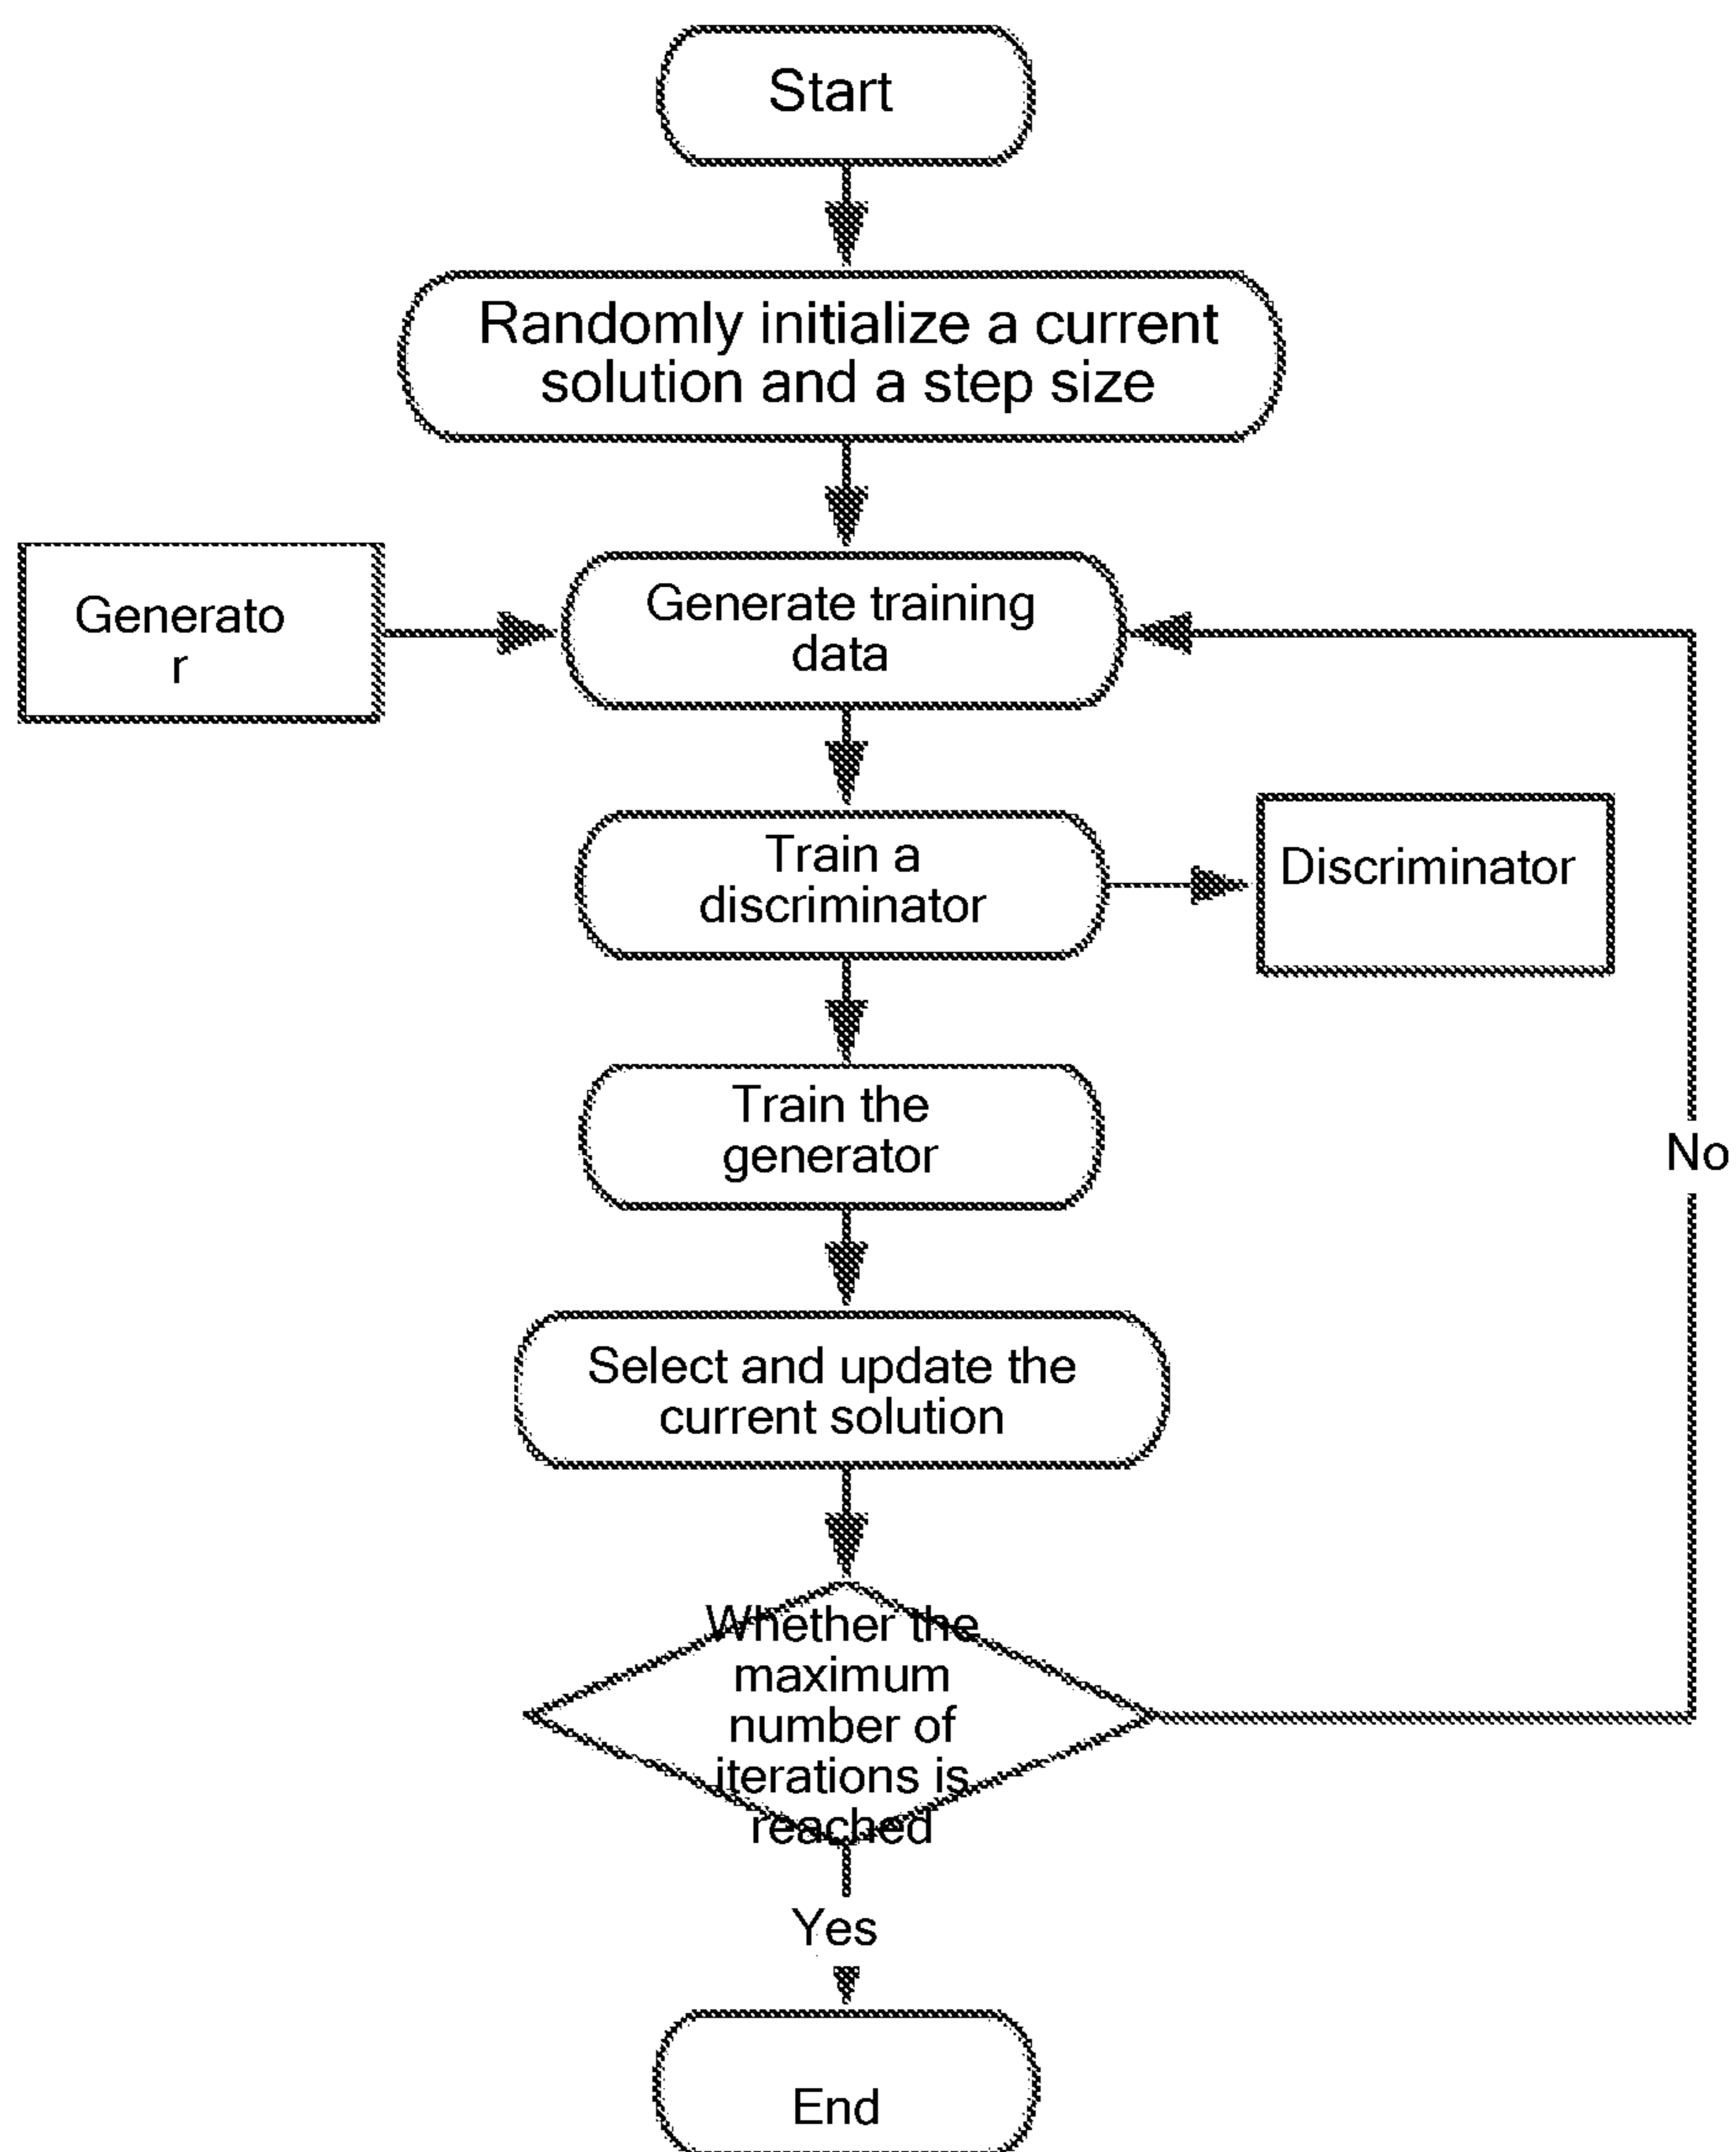 Start
Randomly initialize a current
solution and a step size
Generato
r
Generate training
data
Train a
discriminator
Discriminator
Train the
generator
No
Select and update the
current solution
Whether the
maximum
number of
iterations is
reached
Yes
End